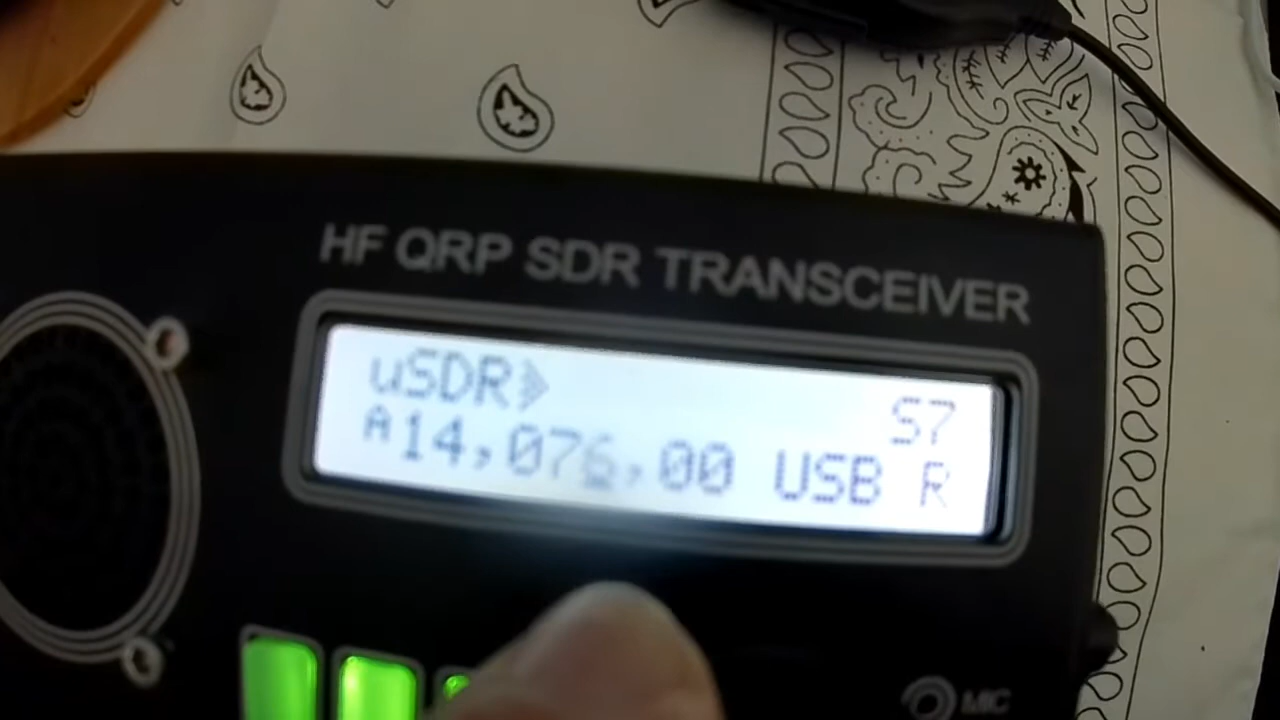 HF QRP SDR TRANSCEIVER
uSDR⪢ S7
A14,076,00 USB R
MIC